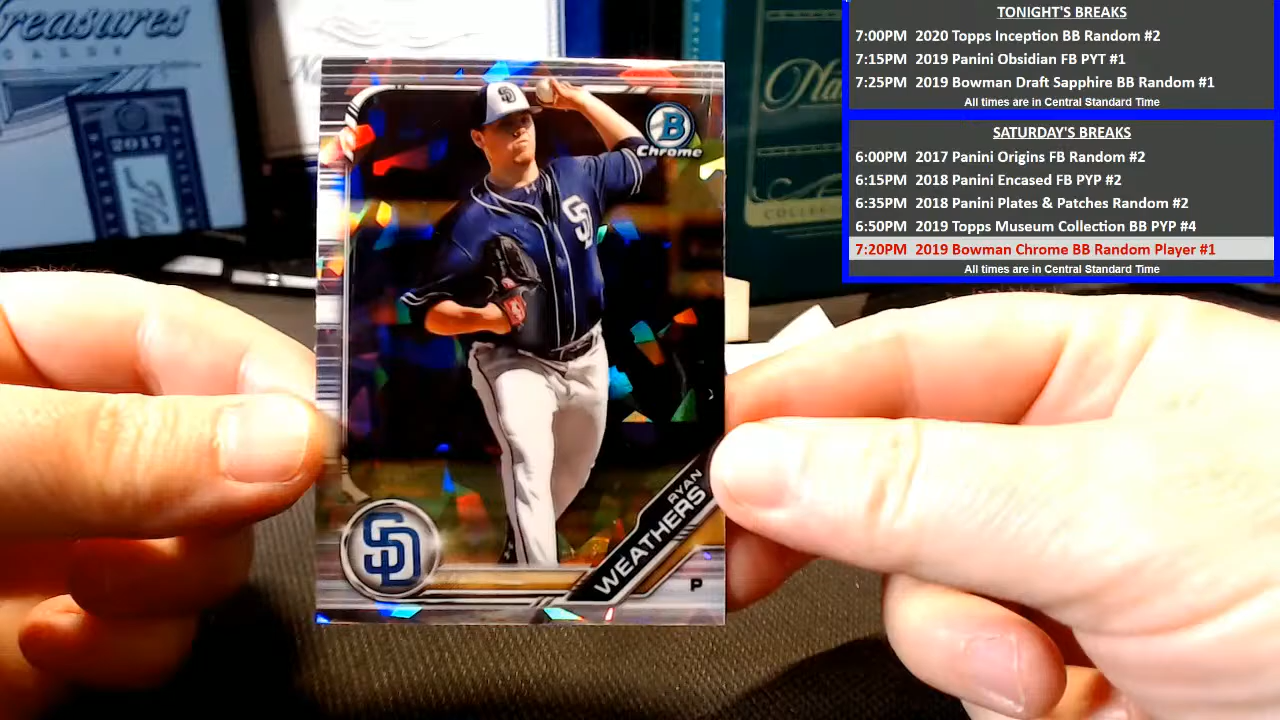 TONIGHT'S BREAKS
7:00PM 2020 Topps Inception BB Random #2
7:15PM 2019 Panini Obsidian FB PYT #1
7:25PM 2019 Bowman Draft Sapphire BB Random #1
All times are in Central Standard Time
SATURDAY'S BREAKS
6:00PM 2017 Panini Origins FB Random #2
6:15PM 2018 Panini Encased FB PYP #2
6:35PM 2018 Panini Plates & Patches Random #2
6:50PM 2019 Topps Museum Collection BB PYP #4
7:20PM 2019 Bowman Chrome BB Random Player #1
All times are in Central Standard Time
reasures
CARDS
2017
B
Chrome
SD
SD
SD
RYAN
WEATHERS
P